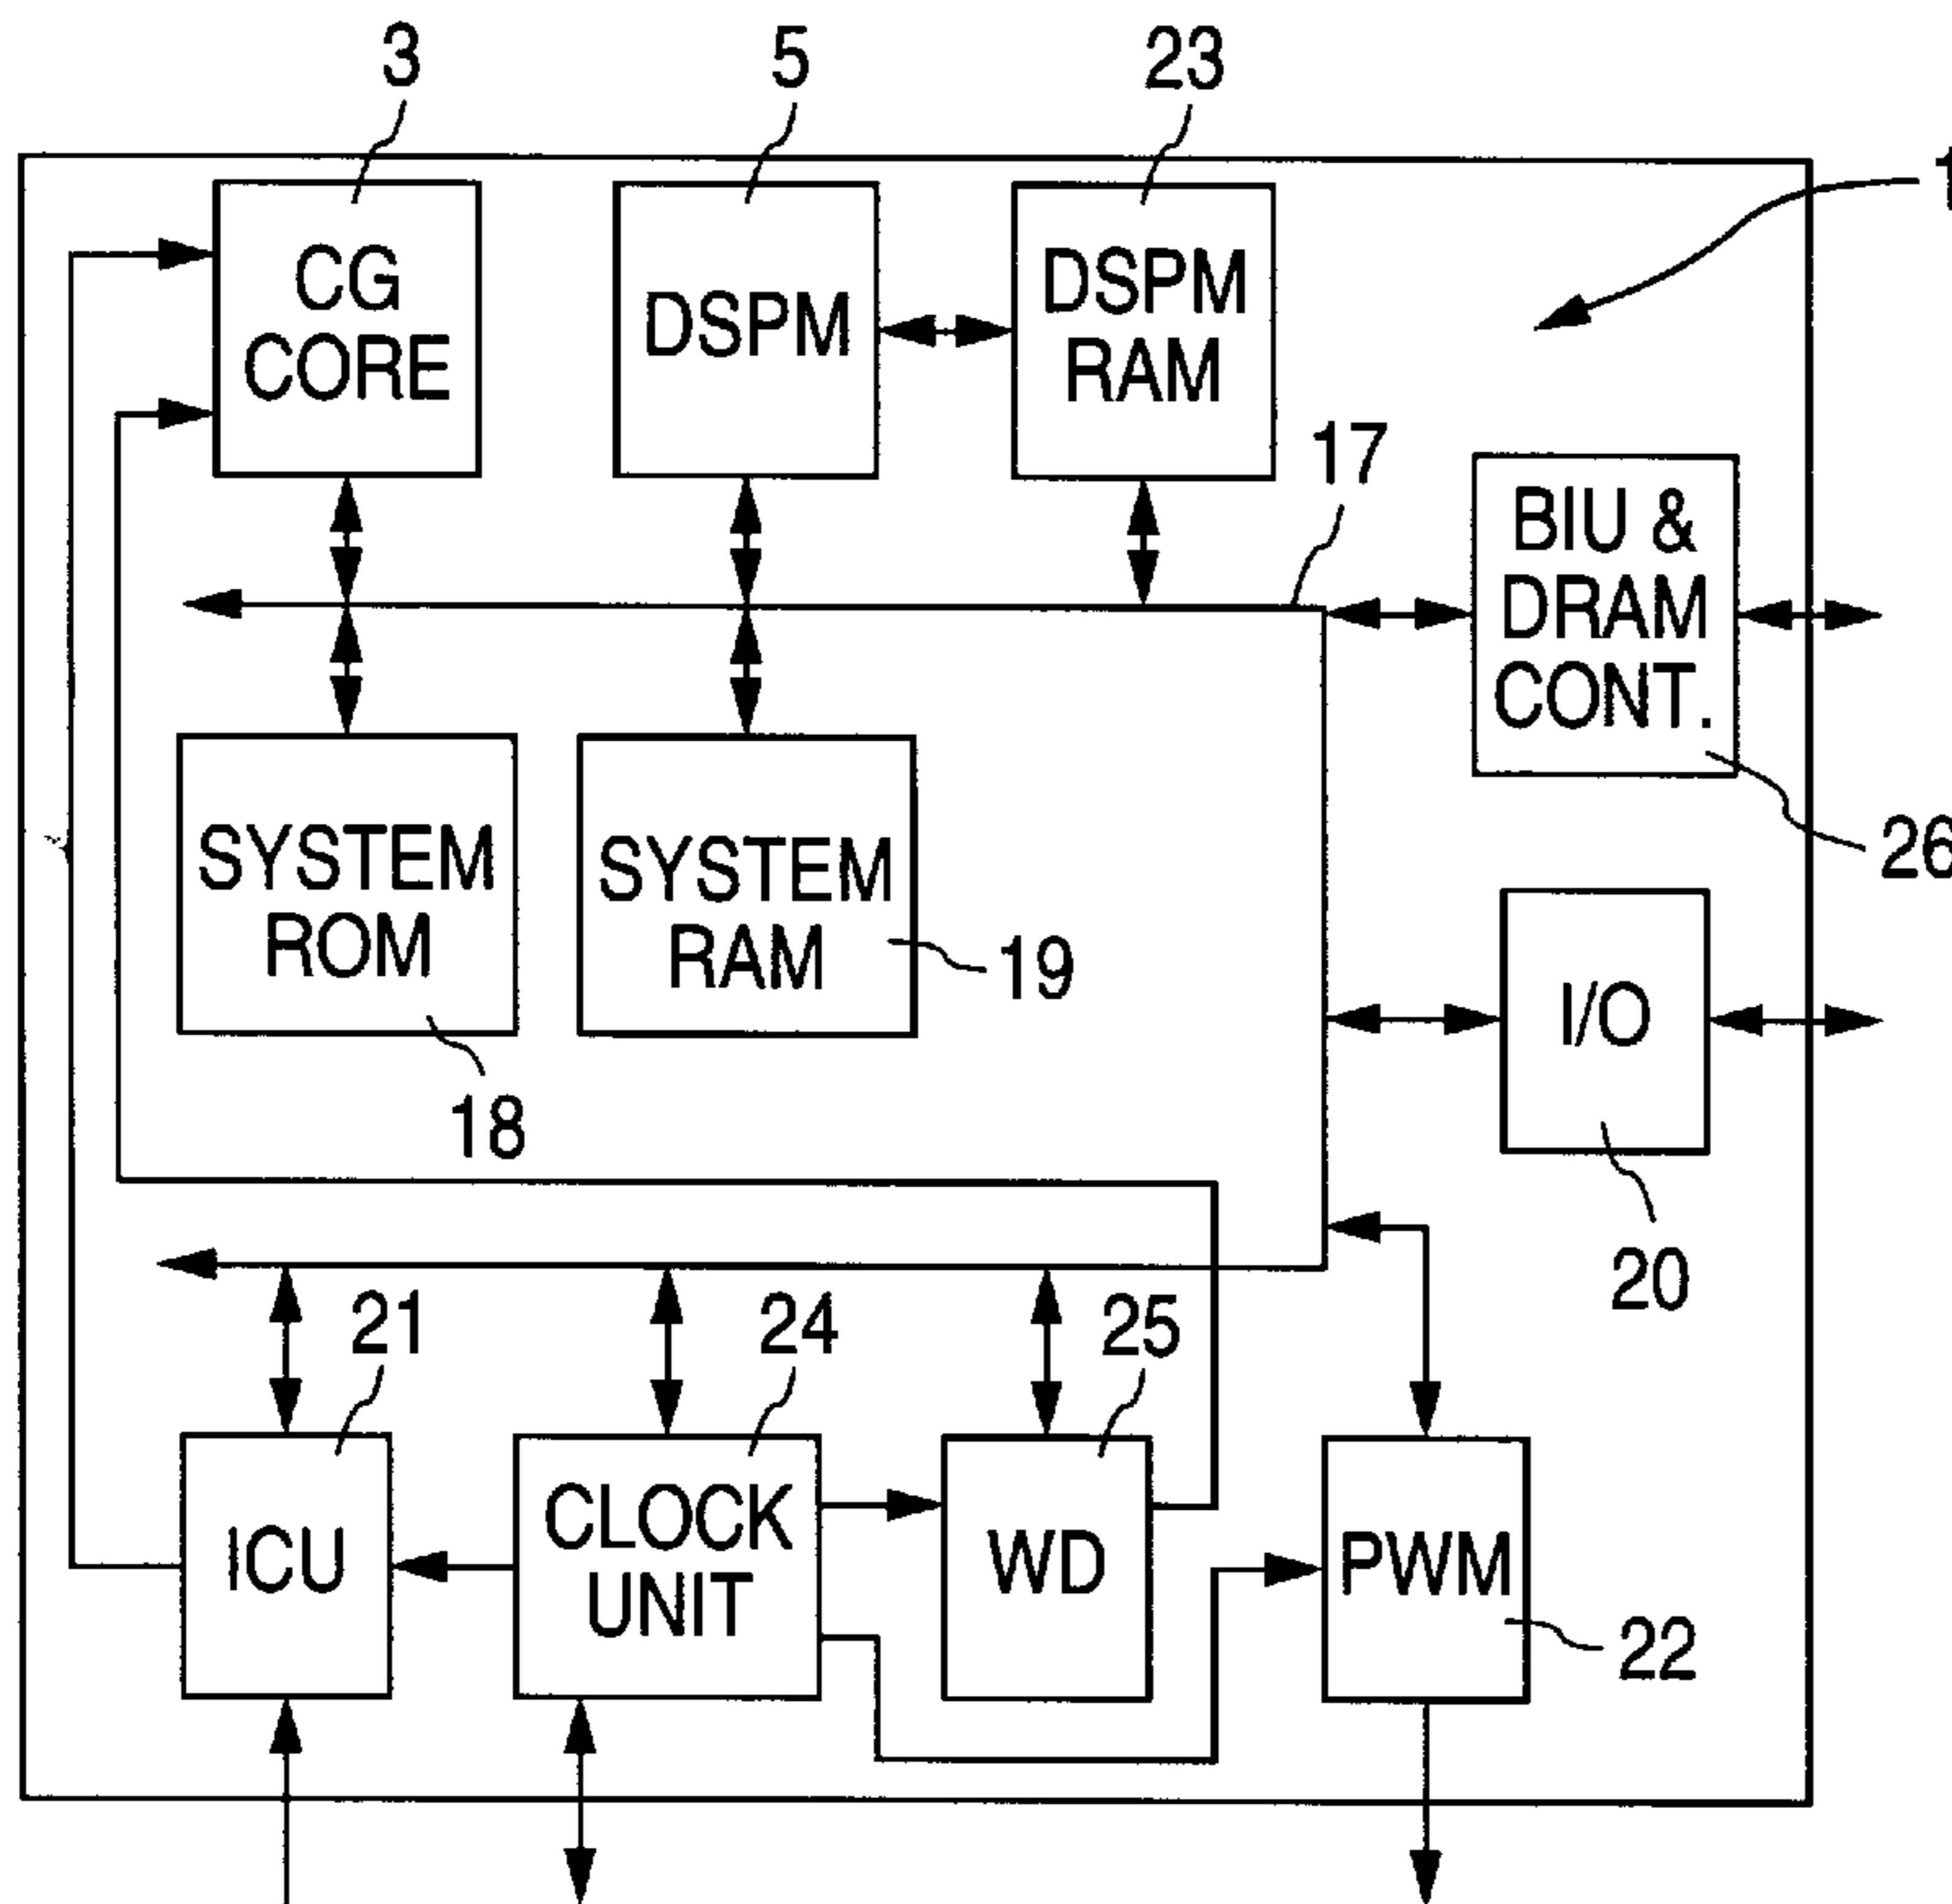 3
5
23
1
CG
CORE
DSPM
DSPM
RAM
17
BIU &
DRAM
CONT.
26
SYSTEM
ROM
18
SYSTEM
RAM
19
I/O
20
21
24
25
ICU
CLOCK
UNIT
WD
PWM
22